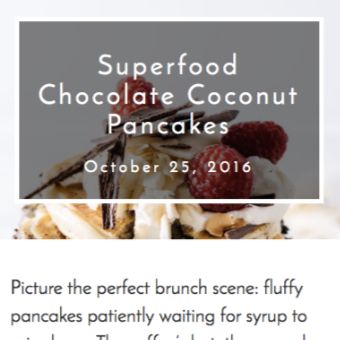 Superfood
Chocolate Coconut
Pancakes
October 25, 2016
Picture the perfect brunch scene: fluffy
pancakes patiently waiting for syrup to